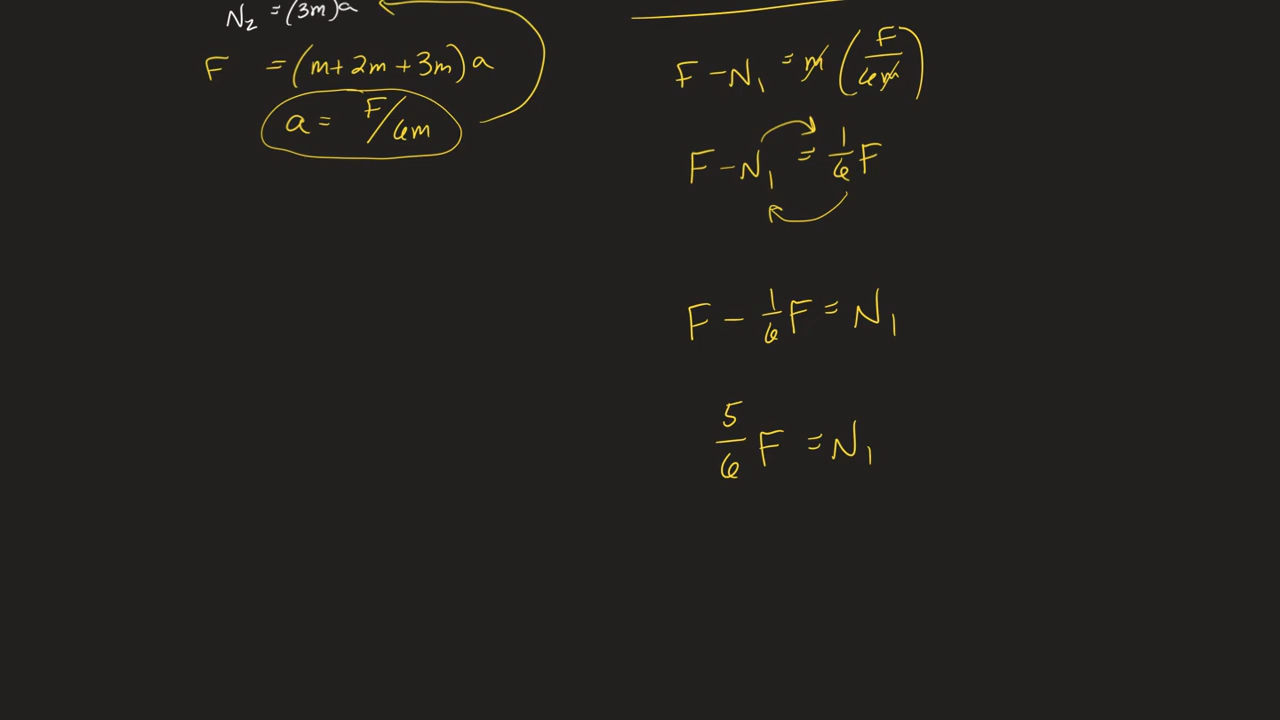 N₂ = (3m)a
F = (m+2m+3m)a
a = F/6m
F - N₁ = m (F/6m)
F - N₁ = 1/6 F
F - 1/6 F = N₁
5/6 F = N₁